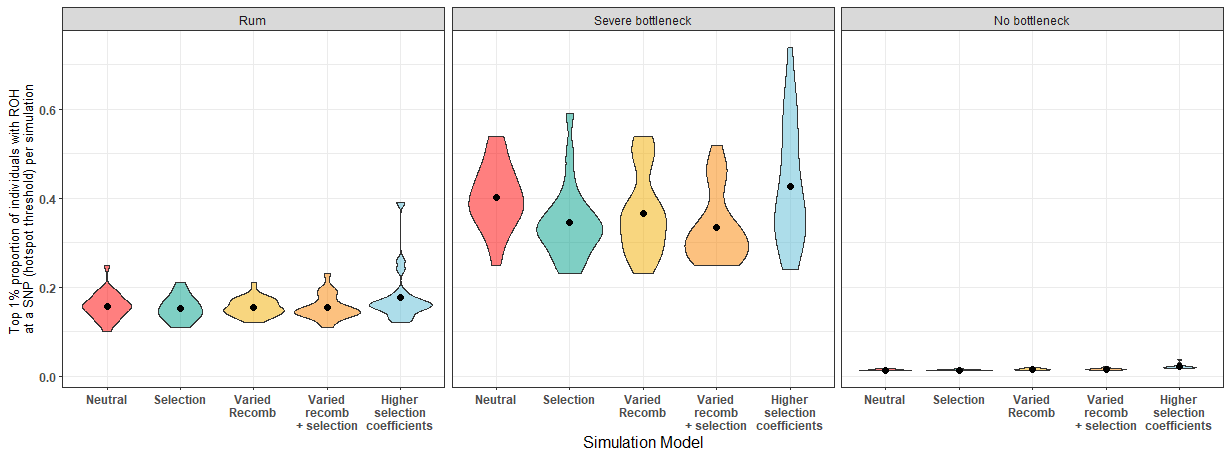 Rum
Severe bottleneck
No bottleneck
Top 1% proportion of individuals with ROH
at a SNP (hotspot threshold) per simulation
0.6
0.4
0.2
0.0
Neutral
Selection
Varied
Recomb
Varied
recomb
+ selection
Higher
selection
coefficients
Neutral
Selection
Varied
Recomb
Varied
recomb
+ selection
Higher
selection
coefficients
Neutral
Selection
Varied
Recomb
Varied
recomb
+ selection
Higher
selection
coefficients
Simulation Model